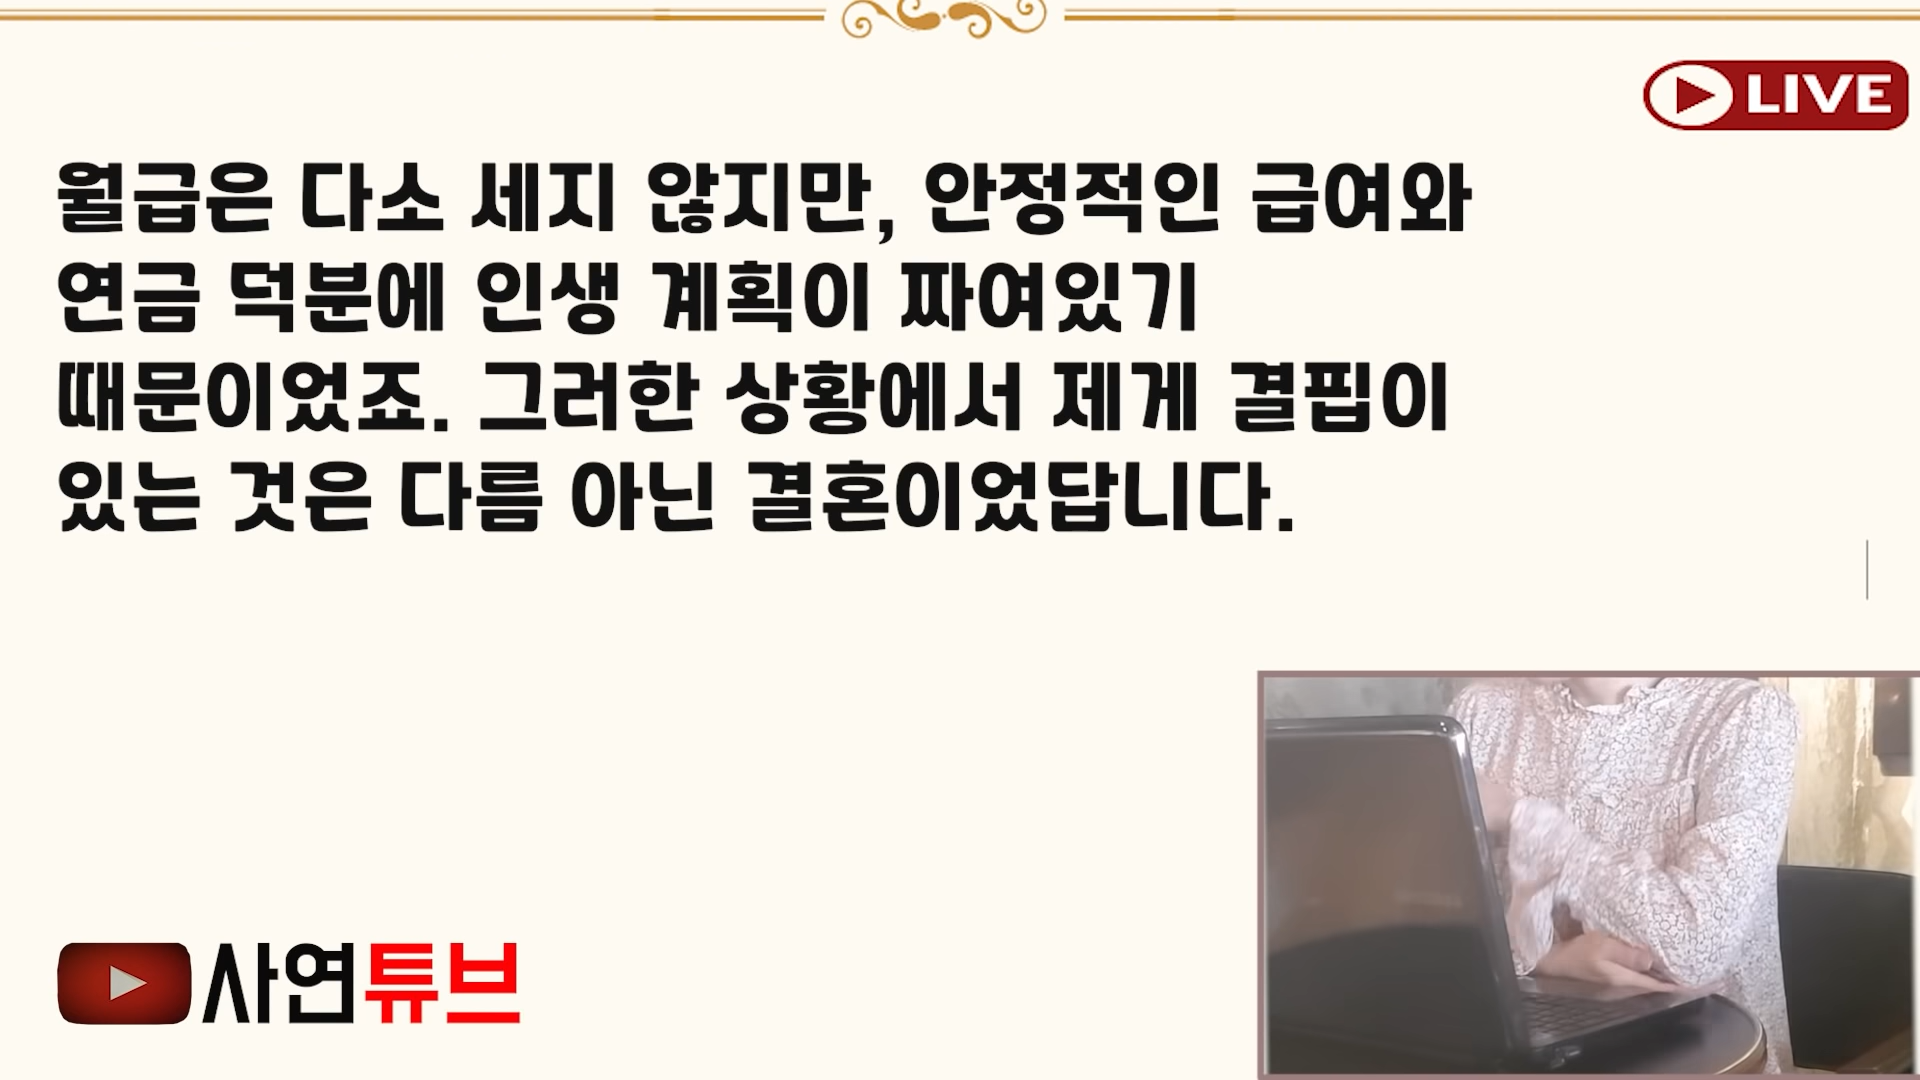 LIVE
월급은 다소 세지 않지만, 안정적인 급여와
연금 덕분에 인생 계획이 짜여있기
때문이었죠. 그러한 상황에서 제게 결핍이
있는 것은 다름 아닌 결혼이었답니다.
사연튜브